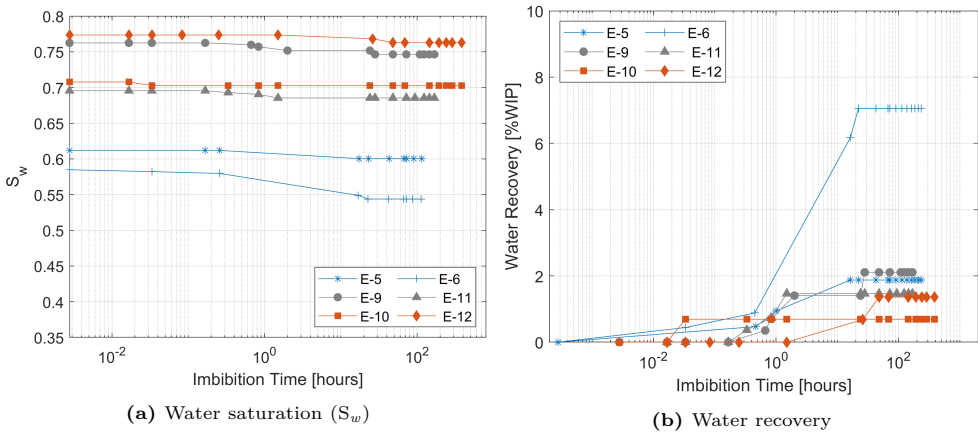 0.8
0.75
0.7
0.65
0.6
0.55
0.5
0.45
0.4
0.35
S_w
10^-2
10^0
10^2
Imbibition Time [hours]
E-5 E-6
E-9 E-11
E-10 E-12
(a) Water saturation (S_w)
10
8
6
4
2
0
Water Recovery [%WIP]
10^-2
10^0
10^2
Imbibition Time [hours]
E-5 E-6
E-9 E-11
E-10 E-12
(b) Water recovery